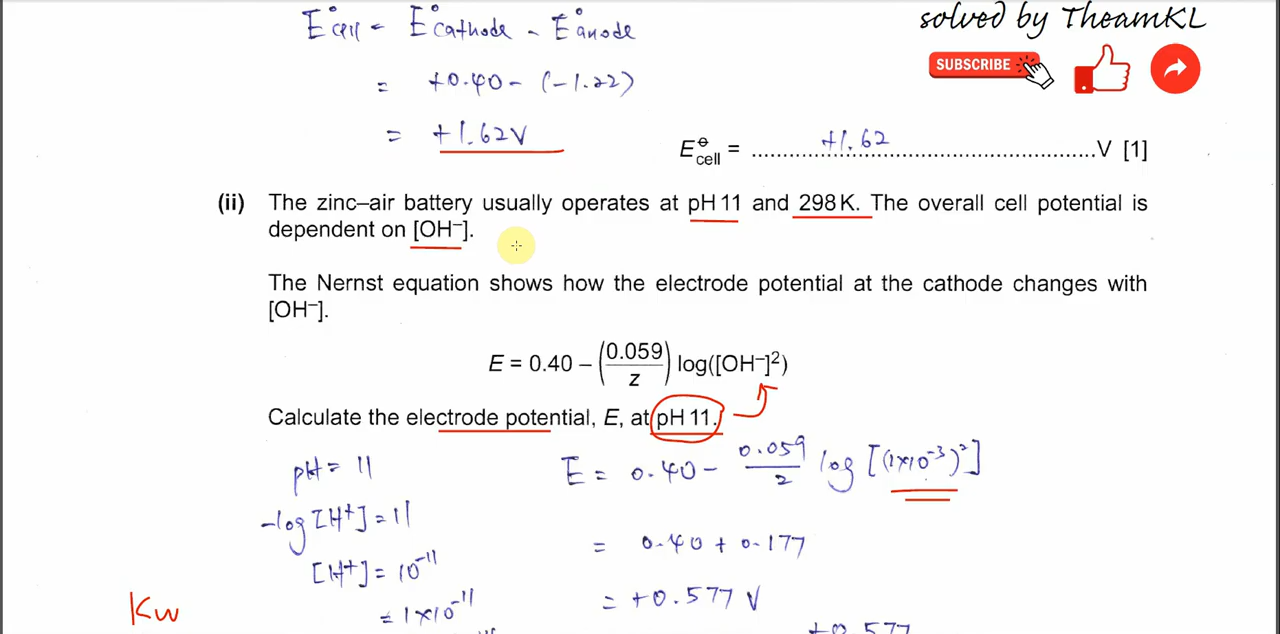 solved by TheamKL
E°cell = E°cathode - E°anode
SUBSCRIBE
= +0.40 - (-1.22)
= +1.62V
E⦵cell = ........ +1.62 ........ V [1]
(ii) The zinc–air battery usually operates at pH 11 and 298 K. The overall cell potential is
dependent on [OH⁻].
The Nernst equation shows how the electrode potential at the cathode changes with
[OH⁻].
E = 0.40 – (0.059/z) log([OH⁻]²)
Calculate the electrode potential, E, at pH 11.
pH = 11
E = 0.40 - 0.059/2 log [(1×10⁻³)²]
-log [H⁺] = 11
= 0.40 + 0.177
[H⁺] = 10⁻¹¹
= +0.577 V
Kw
= 1×10⁻¹¹
+0.577